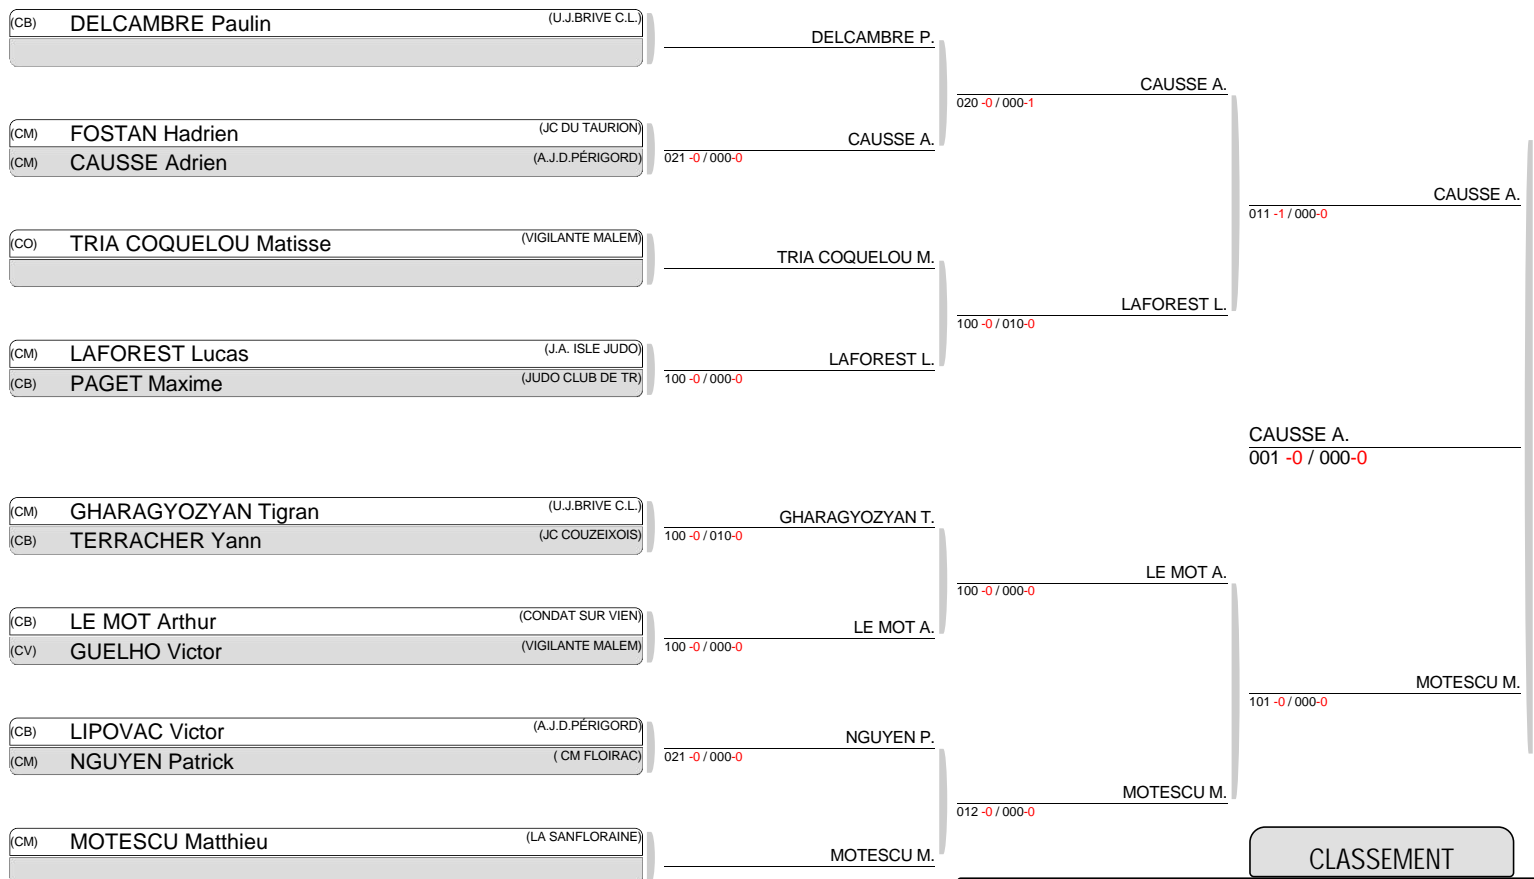 (CB) DELCAMBRE Paulin (U.J.BRIVE C.L.)
DELCAMBRE P.
CAUSSE A.
020 -0 / 000-1
(CM) FOSTAN Hadrien (JC DU TAURION)
(CM) CAUSSE Adrien (A.J.D.PÉRIGORD)
CAUSSE A.
021 -0 / 000-0
CAUSSE A.
011 -1 / 000-0
(CO) TRIA COQUELOU Matisse (VIGILANTE MALEM)
TRIA COQUELOU M.
LAFOREST L.
100 -0 / 010-0
(CM) LAFOREST Lucas (J.A. ISLE JUDO)
(CB) PAGET Maxime (JUDO CLUB DE TR)
LAFOREST L.
100 -0 / 000-0
CAUSSE A.
001 -0 / 000-0
(CM) GHARAGYOZYAN Tigran (U.J.BRIVE C.L.)
(CB) TERRACHER Yann (JC COUZEIXOIS)
GHARAGYOZYAN T.
100 -0 / 010-0
LE MOT A.
100 -0 / 000-0
(CB) LE MOT Arthur (CONDAT SUR VIEN)
(CV) GUELHO Victor (VIGILANTE MALEM)
LE MOT A.
100 -0 / 000-0
MOTESCU M.
101 -0 / 000-0
(CB) LIPOVAC Victor (A.J.D.PÉRIGORD)
(CM) NGUYEN Patrick ( CM FLOIRAC)
NGUYEN P.
021 -0 / 000-0
MOTESCU M.
012 -0 / 000-0
(CM) MOTESCU Matthieu (LA SANFLORAINE)
MOTESCU M.
CLASSEMENT